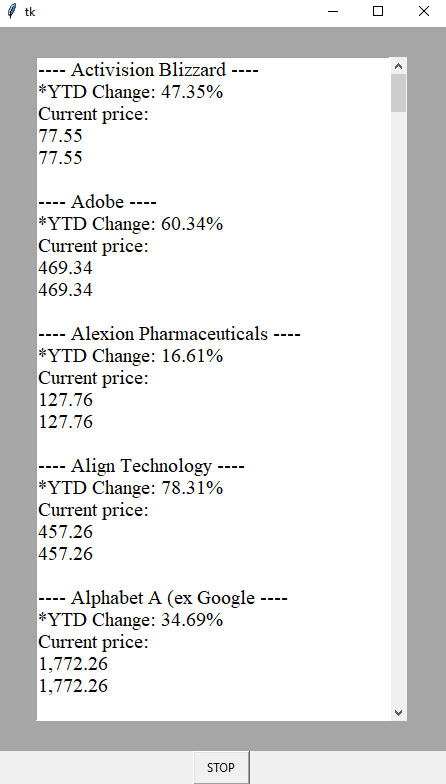 tk
---- Activision Blizzard ----
*YTD Change: 47.35%
Current price:
77.55
77.55
---- Adobe ----
*YTD Change: 60.34%
Current price:
469.34
469.34
---- Alexion Pharmaceuticals ----
*YTD Change: 16.61%
Current price:
127.76
127.76
---- Align Technology ----
*YTD Change: 78.31%
Current price:
457.26
457.26
---- Alphabet A (ex Google ----
*YTD Change: 34.69%
Current price:
1,772.26
1,772.26
STOP